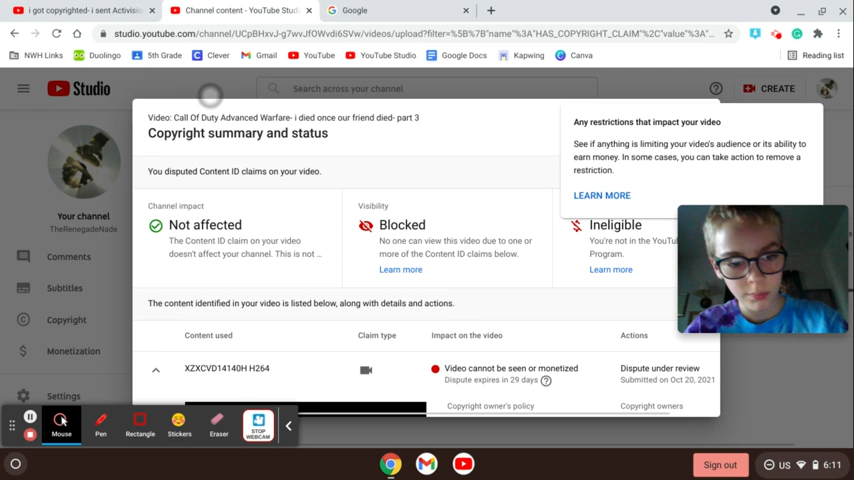 i got copyrighted- i sent Activision
Channel content - YouTube Studi
Google
studio.youtube.com/channel/UCpBHxvJ-g7wvJfOWvdi6SVw/videos/upload?filter=%5B%7B"name"%3A"HAS_COPYRIGHT_CLAIM"%2C"value"%3A...
NWH Links
Duolingo
5th Grade
Clever
Gmail
YouTube
YouTube Studio
Google Docs
Kapwing
Canva
Reading list
Studio
Search across your channel
CREATE
Video: Call Of Duty Advanced Warfare- i died once our friend died- part 3
Copyright summary and status
Any restrictions that impact your video
See if anything is limiting your video's audience or its ability to
earn money. In some cases, you can take action to remove a
restriction.
LEARN MORE
You disputed Content ID claims on your video.
Channel impact
Not affected
The Content ID claim on your video
doesn't affect your channel. This is not ...
Visibility
Blocked
No one can view this video due to one or
more of the Content ID claims below.
Learn more
Ineligible
You're not in the YouTu
Program.
Learn more
Your channel
TheRenegadeNade
Comments
Subtitles
Copyright
Monetization
Settings
The content identified in your video is listed below, along with details and actions.
Content used
Claim type
Impact on the video
Actions
XZXCVD14140H H264
Video cannot be seen or monetized
Dispute expires in 29 days
Dispute under review
Submitted on Oct 20, 2021
Copyright owner's policy
Copyright owners
Mouse
Pen
Rectangle
Stickers
Eraser
STOP
WEBCAM
Sign out
US
6:11